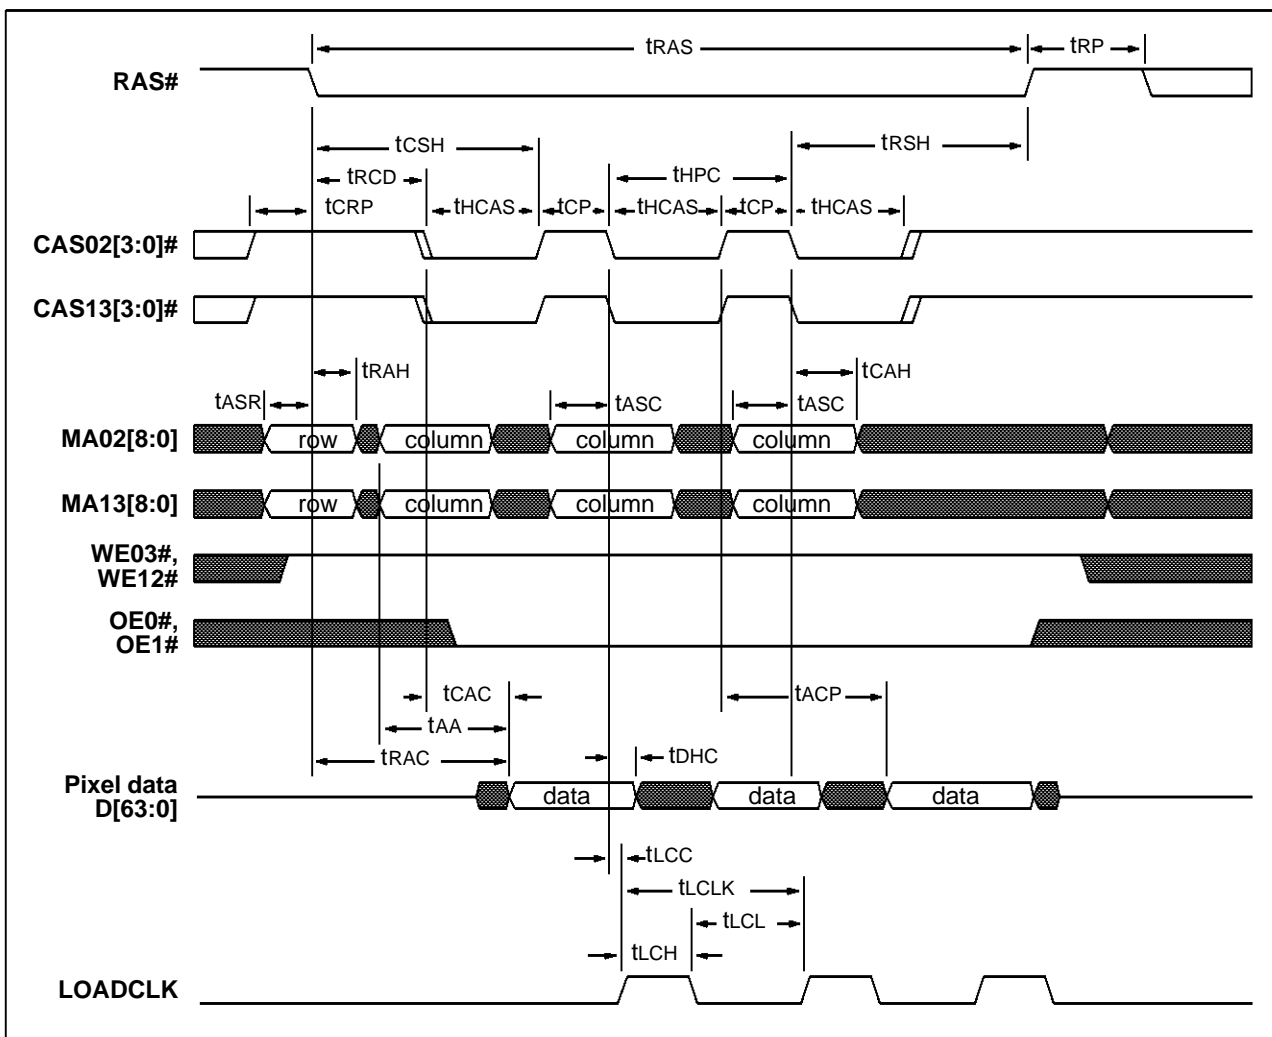 tRAS
tRP
RAS#
tCSH
tRSH
tRCD
tHPC
tCRP
tHCAS
tCP
tHCAS
tCP
tHCAS
CAS02[3:0]#
CAS13[3:0]#
tRAH
tCAH
tASR
tASC
tASC
MA02[8:0]
row
column
column
column
MA13[8:0]
row
column
column
column
WE03#,
WE12#
OE0#,
OE1#
tCAC
tACP
tAA
tRAC
tDHC
Pixel data
D[63:0]
data
data
data
tLCC
tLCLK
tLCL
tLCH
LOADCLK